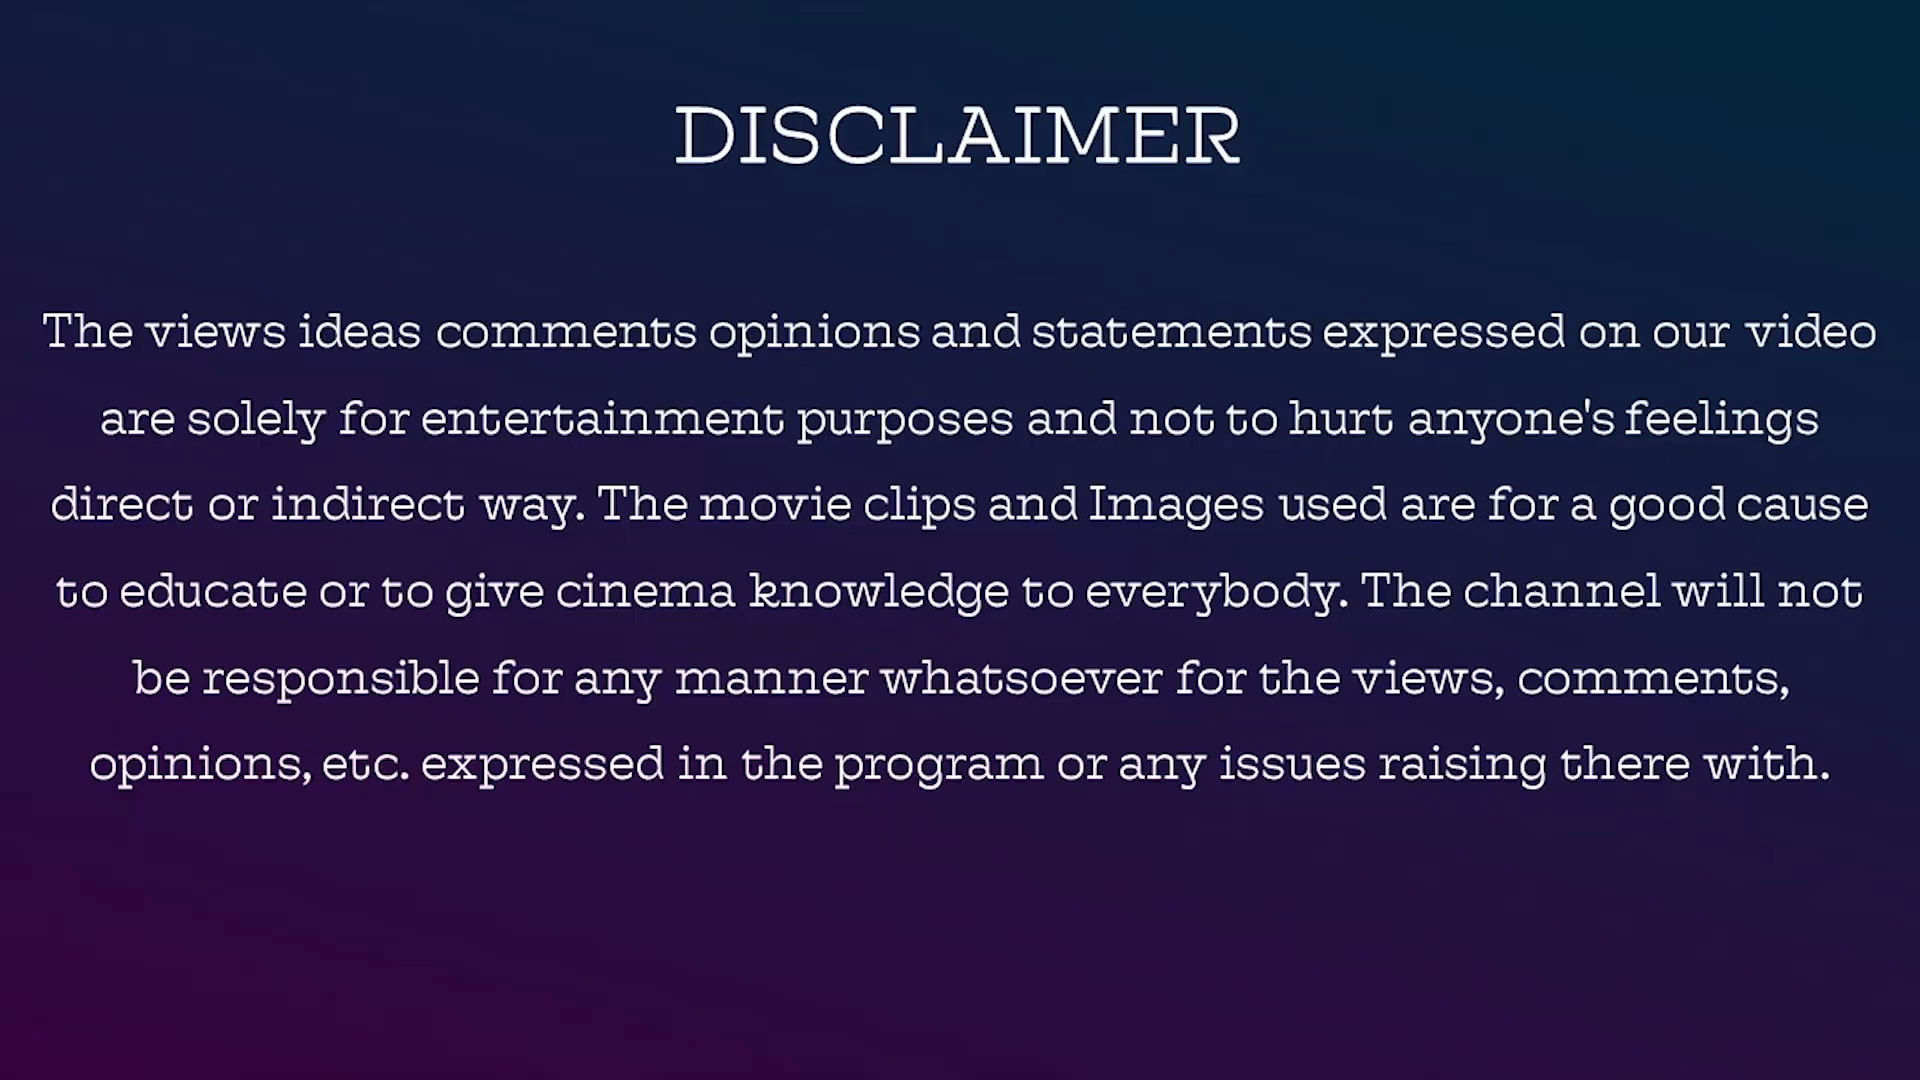 DISCLAIMER
The views ideas comments opinions and statements expressed on our video
are solely for entertainment purposes and not to hurt anyone's feelings
direct or indirect way. The movie clips and Images used are for a good cause
to educate or to give cinema knowledge to everybody. The channel will not
be responsible for any manner whatsoever for the views, comments,
opinions, etc. expressed in the program or any issues raising there with.